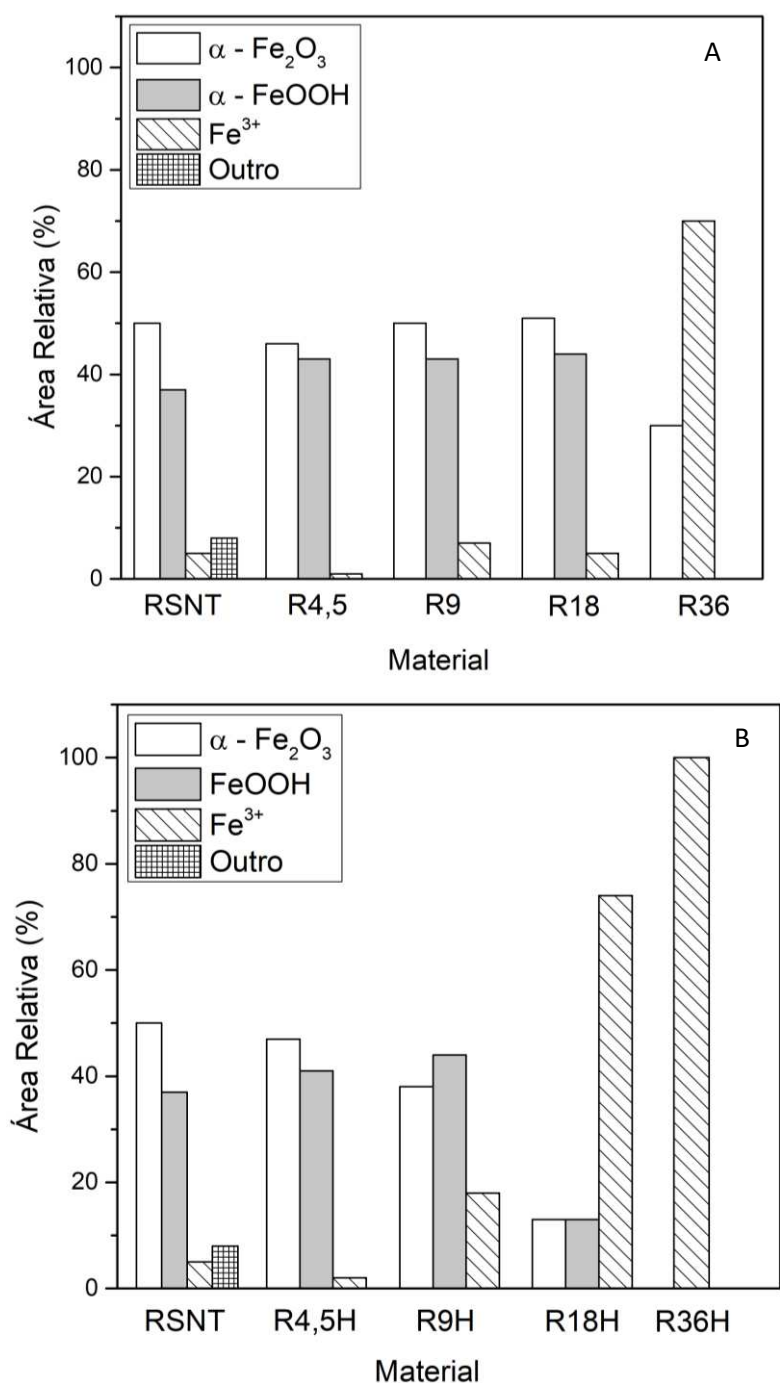 α - Fe2O3
α - FeOOH
Fe3+
Outro
A
100
80
60
40
20
0
Área Relativa (%)
RSNT R4,5 R9 R18 R36
Material
α - Fe2O3
FeOOH
Fe3+
Outro
B
100
80
60
40
20
0
Área Relativa (%)
RSNT R4,5H R9H R18H R36H
Material